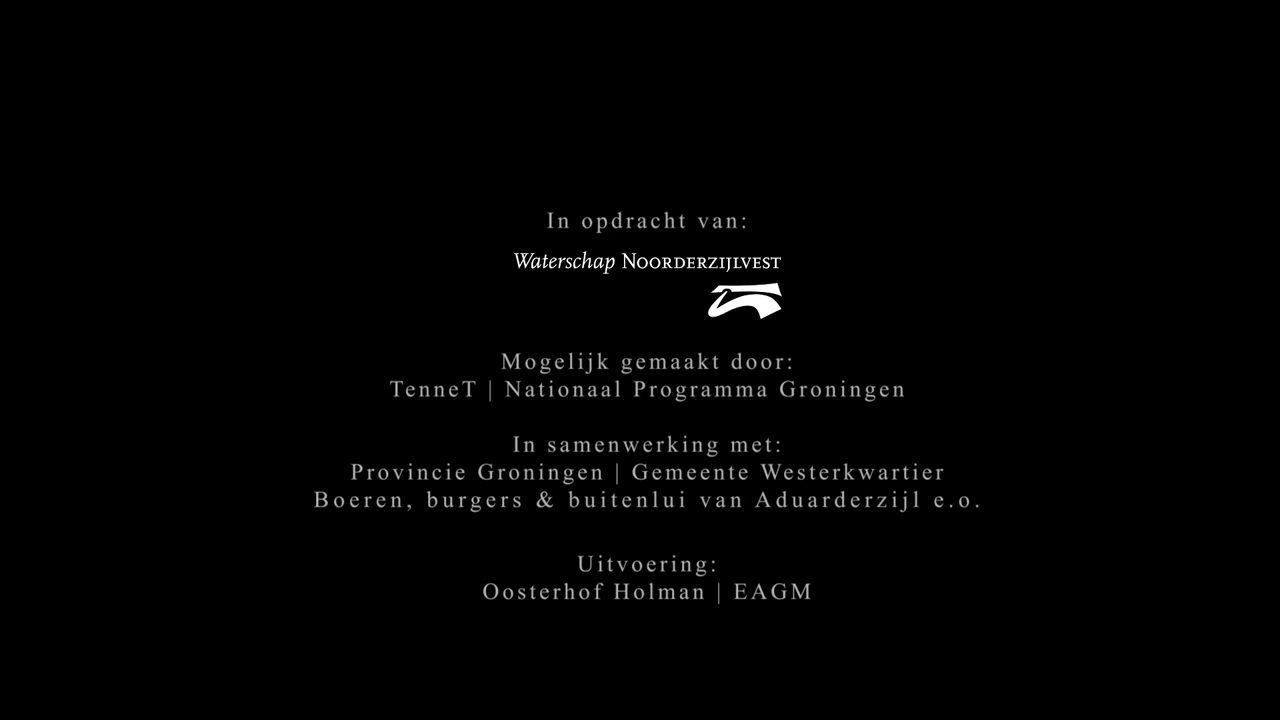 In opdracht van:
Waterschap NOORDERZIJLVEST
Mogelijk gemaakt door:
TenneT | Nationaal Programma Groningen
In samenwerking met:
Provincie Groningen | Gemeente Westerkwartier
Boeren, burgers & buitenlui van Aduarderzijl e.o.
Uitvoering:
Oosterhof Holman | EAGM